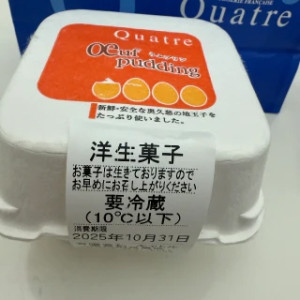 PATISSERIE FRANÇAISE
Quatre
Quatre
Œuf
pudding
新鮮・安全な奥久慈の地玉子を
たっぷり使いました。
洋生菓子
お菓子は生きておりますので
お早めにお召し上がりください
要冷蔵
(10℃以下)
消費期限
2025年10月31日